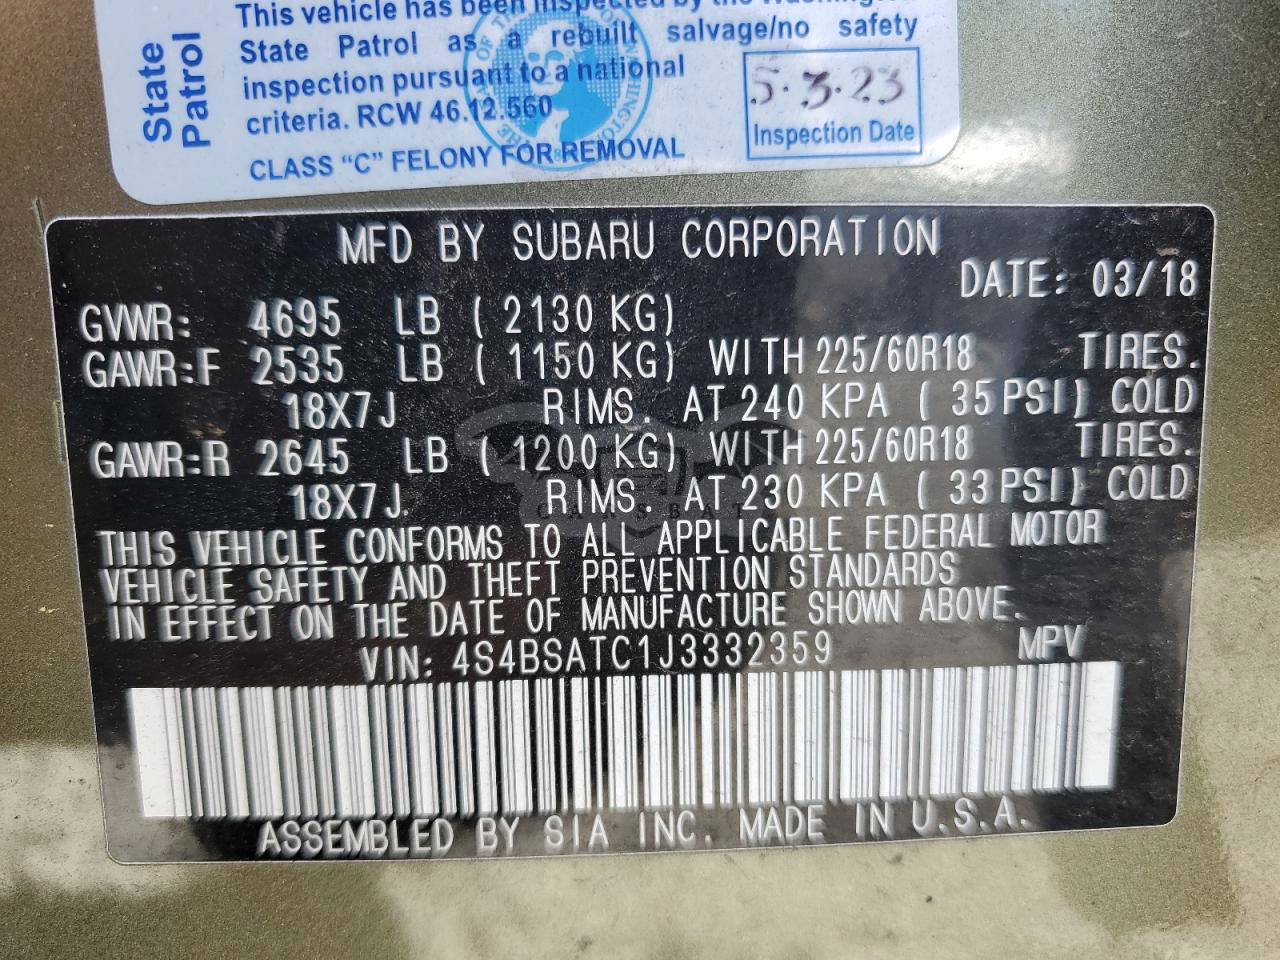 State
Patrol
This vehicle has been inspected by the Washington
State Patrol as a rebuilt salvage/no safety
inspection pursuant to a national
criteria. RCW 46.12.560
CLASS “C” FELONY FOR REMOVAL
5.3.23
Inspection Date
MFD BY SUBARU CORPORATION
DATE: 03/18
GVWR: 4695 LB ( 2130 KG)
GAWR:F 2535 LB ( 1150 KG) WITH 225/60R18 TIRES.
18X7J RIMS. AT 240 KPA ( 35 PSI) COLD
GAWR:R 2645 LB ( 1200 KG) WITH 225/60R18 TIRES.
18X7J. RIMS. AT 230 KPA ( 33 PSI) COLD
THIS VEHICLE CONFORMS TO ALL APPLICABLE FEDERAL MOTOR
VEHICLE SAFETY AND THEFT PREVENTION STANDARDS
IN EFFECT ON THE DATE OF MANUFACTURE SHOWN ABOVE.
VIN: 4S4BSATC1J3332359 MPV
ASSEMBLED BY SIA INC. MADE IN U.S.A.